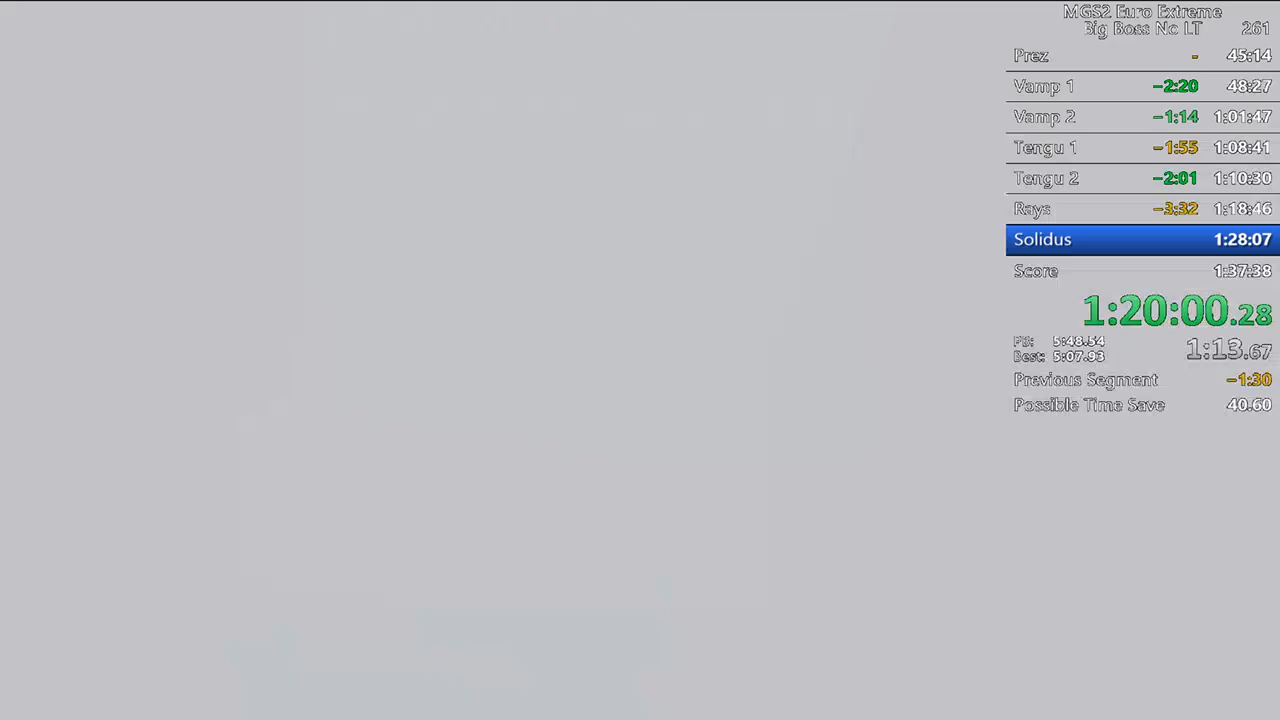 MGS2 Euro Extreme
Big Boss No LT 261
Prez - 45:14
Vamp 1 −2:20 48:27
Vamp 2 −1:14 1:01:47
Tengu 1 −1:55 1:08:41
Tengu 2 −2:01 1:10:30
Rays −3:32 1:18:46
Solidus 1:28:07
Score 1:37:38
1:20:00.28
PB: 5:48.54 1:13.67
Best: 5:07.93
Previous Segment −1:30
Possible Time Save 40.60